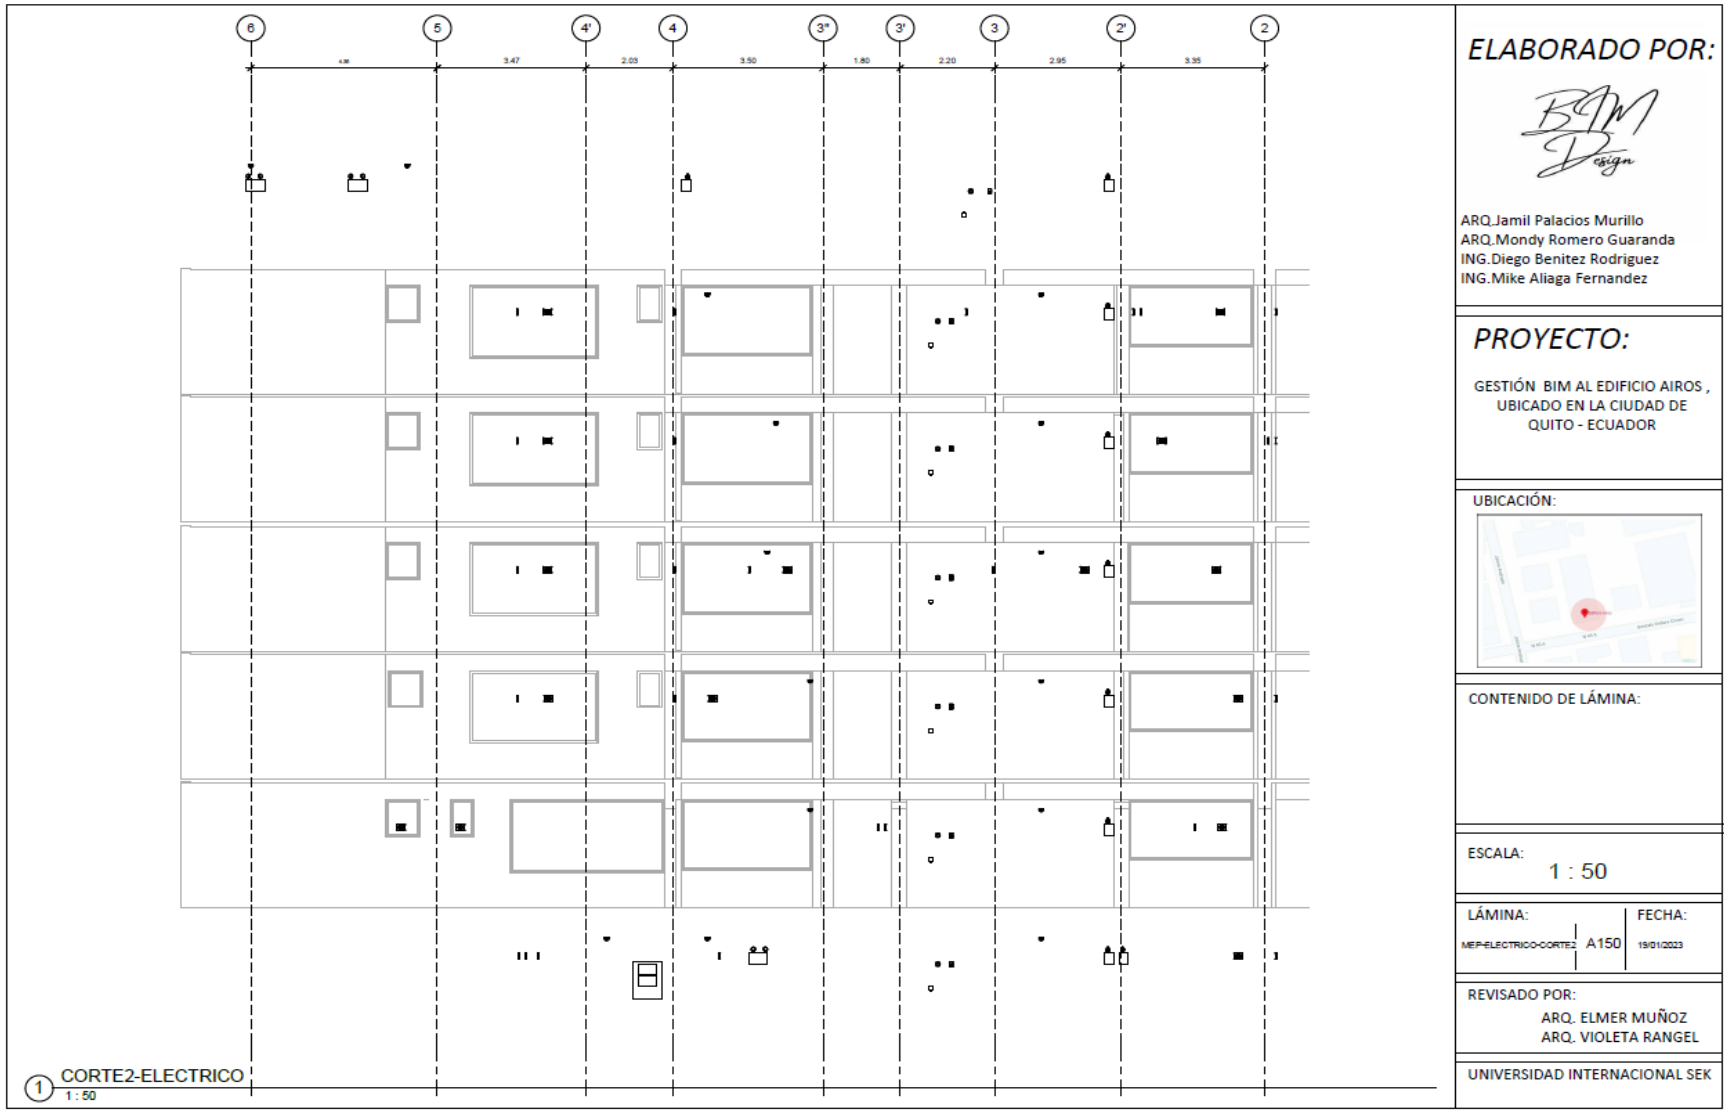 6 5 4' 4 3" 3' 3 2' 2
3.47 2.03 3.50 1.80 2.20 2.95 3.35
1 CORTE2-ELECTRICO
1 : 50
ELABORADO POR:
BIM
Design
ARQ.Jamil Palacios Murillo
ARQ.Mondy Romero Guaranda
ING.Diego Benitez Rodriguez
ING.Mike Aliaga Fernandez
PROYECTO:
GESTIÓN BIM AL EDIFICIO AIROS ,
UBICADO EN LA CIUDAD DE
QUITO - ECUADOR
UBICACIÓN:
CONTENIDO DE LÁMINA:
ESCALA:
1 : 50
LÁMINA: FECHA:
MEP-ELECTRICO-CORTE2 A150 19/01/2023
REVISADO POR:
ARQ. ELMER MUÑOZ
ARQ. VIOLETA RANGEL
UNIVERSIDAD INTERNACIONAL SEK